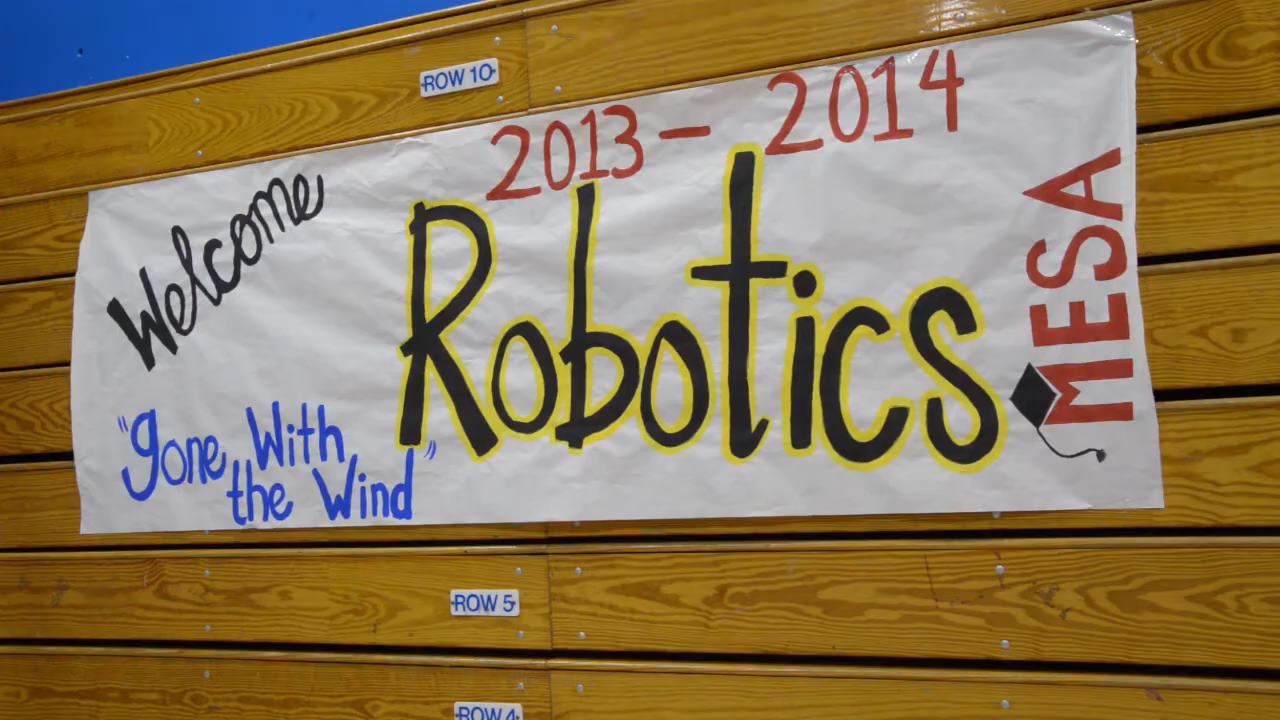 ROW 10
2013 - 2014
Welcome
Robotics
MESA
"gone With
the Wind"
ROW 5
ROW 4